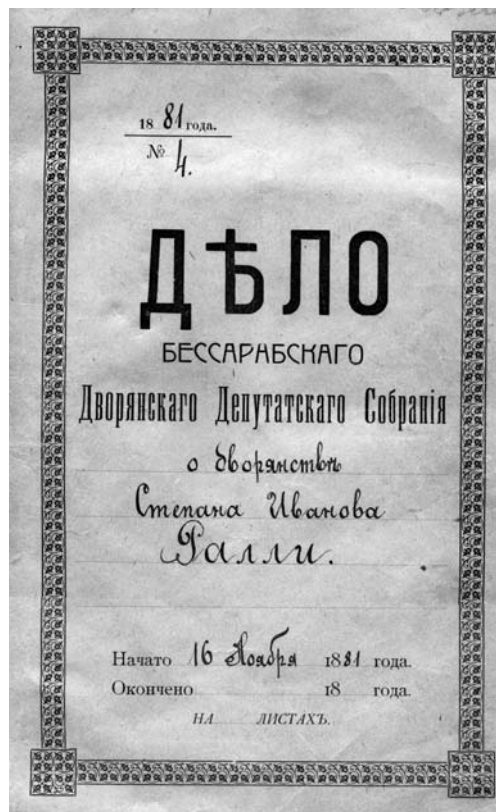 1881 года.
№ 4.
ДѢЛО
БЕССАРАБСКАГО
Дворянскаго Депутатскаго Собранія
о дворянствѣ
Степана Иванова
Ралли.
Начато 16 Ноября 1881 года.
Окончено 18 года.
НА ЛИСТАХЪ.